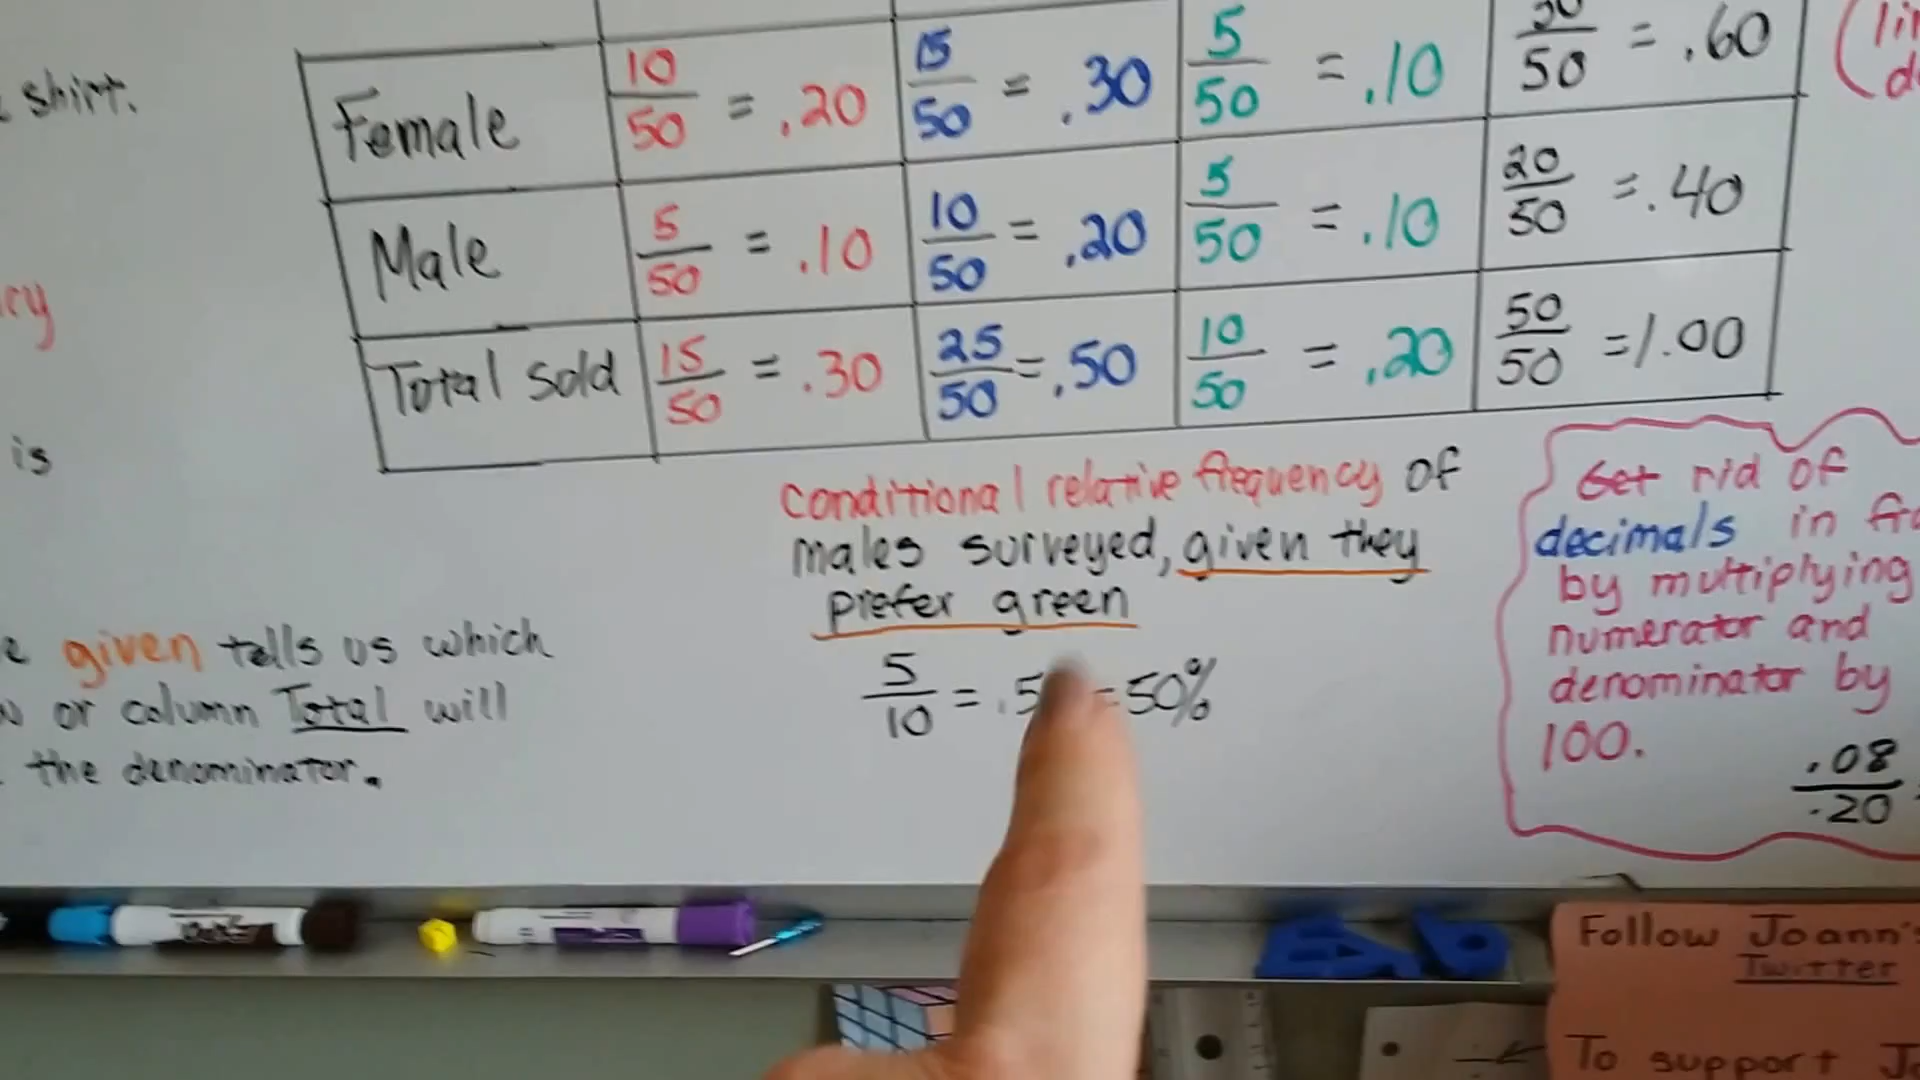 shirt.
Female 10/50 = .20 15/50 = .30 5/50 = .10 30/50 = .60
Male 5/50 = .10 10/50 = .20 5/50 = .10 20/50 = .40
Total sold 15/50 = .30 25/50 = .50 10/50 = .20 50/50 = 1.00
is
conditional relative frequency of
males surveyed, given they
prefer green
5/10 = .5 = 50%
given tells us which
or column Total will
the denominator.
Get rid of
decimals in
by multiplying
numerator and
denominator by
100.
.08/.20
Follow Joann's
Twitter
To support